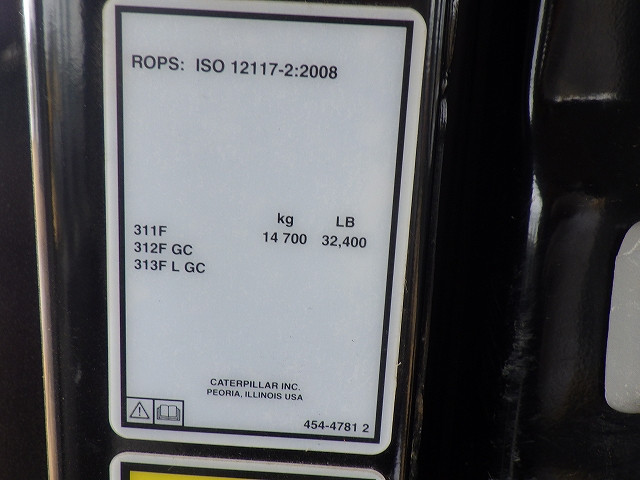 ROPS: ISO 12117-2:2008
kg LB
311F
312F GC 14 700 32,400
313F L GC
CATERPILLAR INC.
PEORIA, ILLINOIS USA
454-4781 2